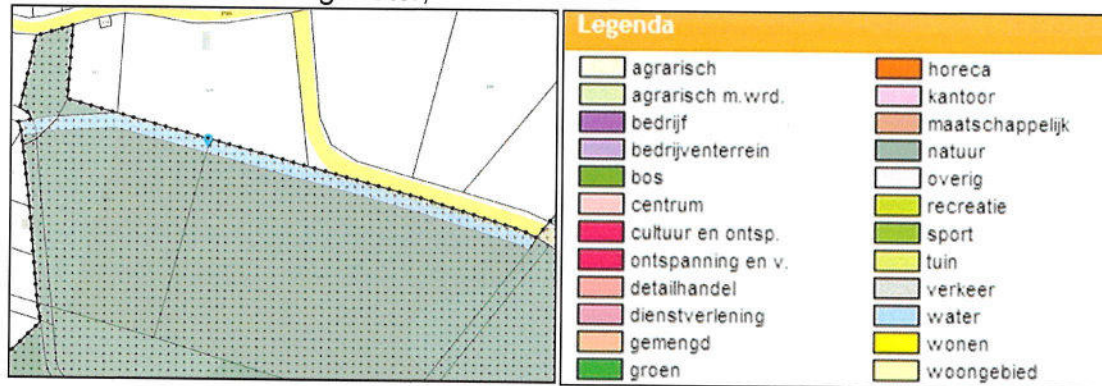 Legenda
agrarisch
agrarisch m.wrd.
bedrijf
bedrijventerrein
bos
centrum
cultuur en ontsp.
ontspanning en v.
detailhandel
dienstverlening
gemengd
groen
horeca
kantoor
maatschappelijk
natuur
overig
recreatie
sport
tuin
verkeer
water
wonen
woongebied